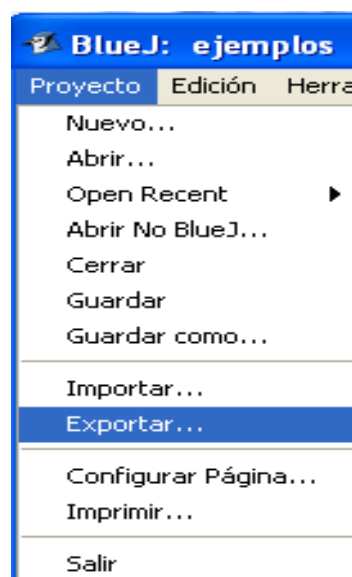 BlueJ: ejemplos
Proyecto Edición Herra
Nuevo...
Abrir...
Open Recent
Abrir No BlueJ...
Cerrar
Guardar
Guardar como...
Importar...
Exportar...
Configurar Página...
Imprimir...
Salir